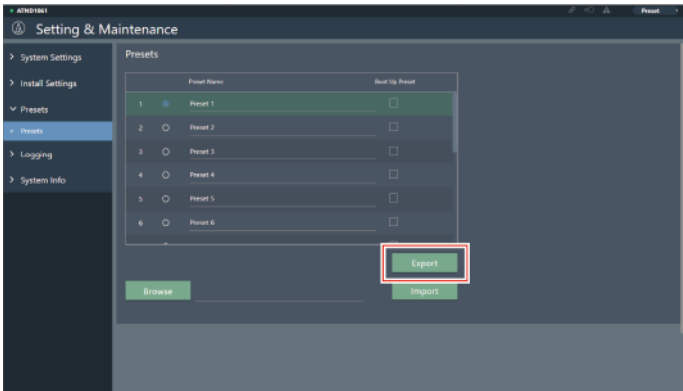 ATND1061
Preset
Setting & Maintenance
System Settings
Install Settings
Presets
Presets
Logging
System Info
Presets
Preset Name Boot Up Preset
1 Preset 1
2 Preset 2
3 Preset 3
4 Preset 4
5 Preset 5
6 Preset 6
Export
Browse
Import